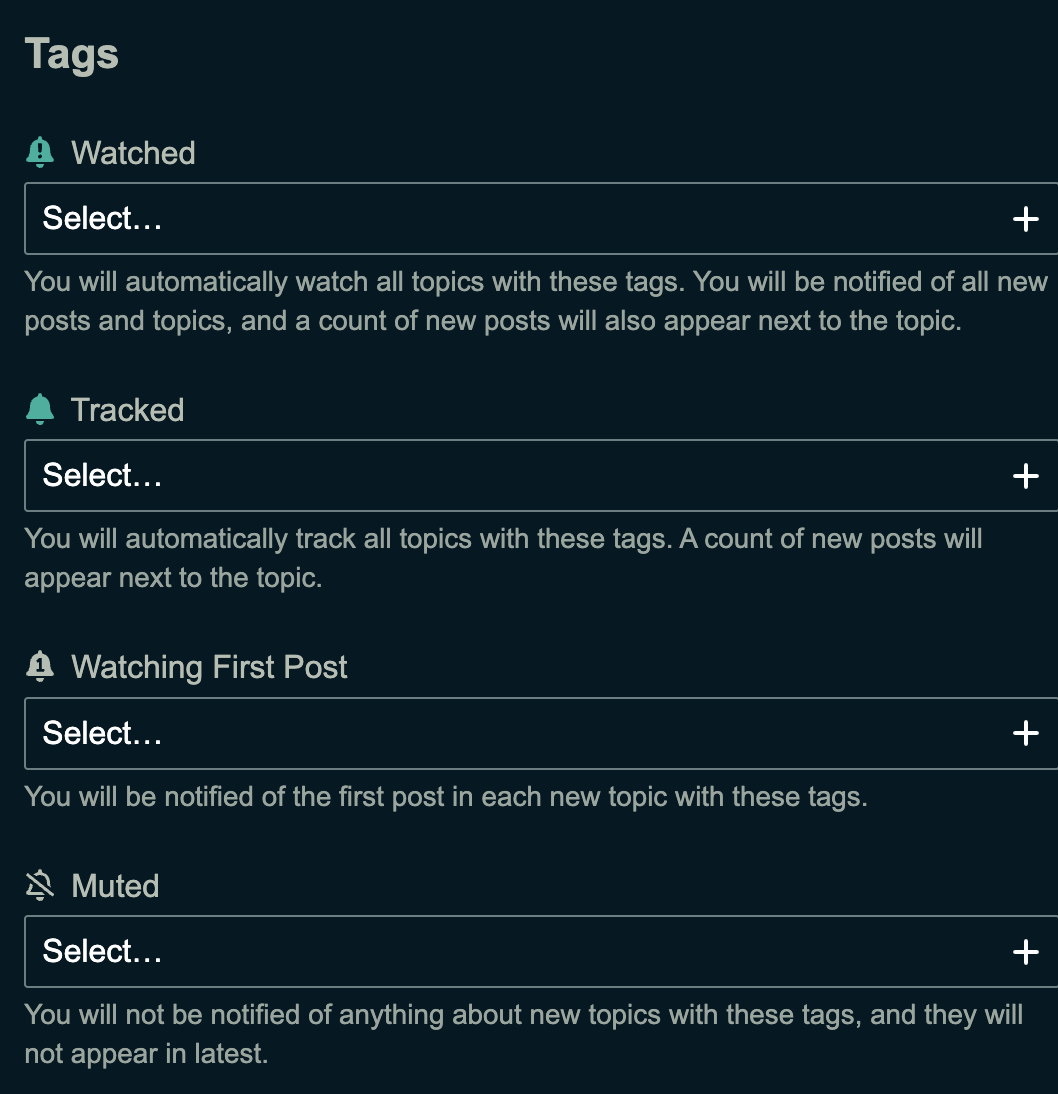 Tags
Watched
Select…
You will automatically watch all topics with these tags. You will be notified of all new
posts and topics, and a count of new posts will also appear next to the topic.
Tracked
Select…
You will automatically track all topics with these tags. A count of new posts will
appear next to the topic.
1 Watching First Post
Select…
You will be notified of the first post in each new topic with these tags.
Muted
Select…
You will not be notified of anything about new topics with these tags, and they will
not appear in latest.